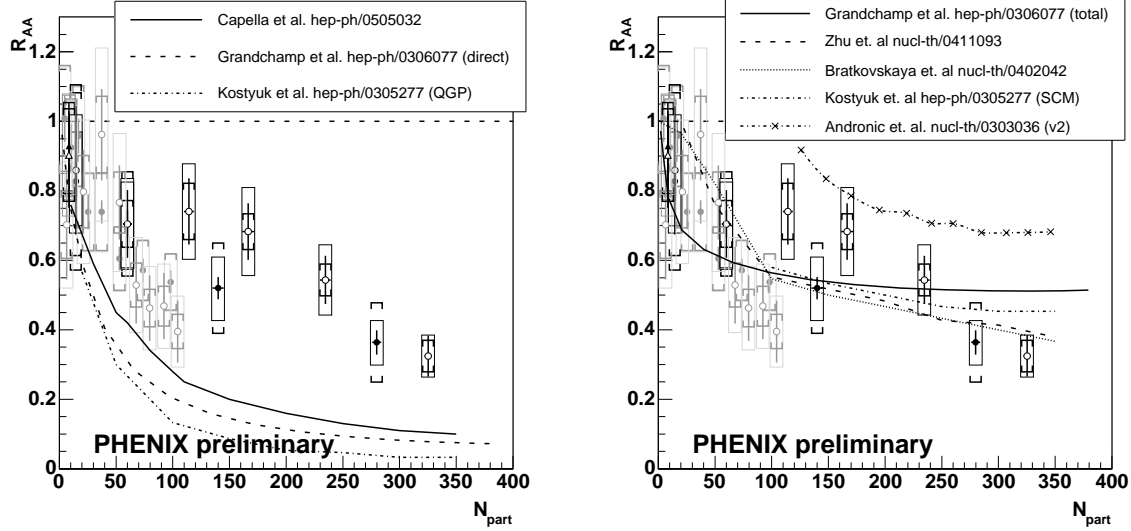 R_AA
Capella et al. hep-ph/0505032
Grandchamp et al. hep-ph/0306077 (direct)
Kostyuk et al. hep-ph/0305277 (QGP)
1.2
1
0.8
0.6
0.4
0.2
0
PHENIX preliminary
0 50 100 150 200 250 300 350 400
N_part
R_AA
Grandchamp et al. hep-ph/0306077 (total)
Zhu et. al nucl-th/0411093
Bratkovskaya et. al nucl-th/0402042
Kostyuk et. al hep-ph/0305277 (SCM)
Andronic et. al. nucl-th/0303036 (v2)
1.2
1
0.8
0.6
0.4
0.2
0
PHENIX preliminary
0 50 100 150 200 250 300 350 400
N_part